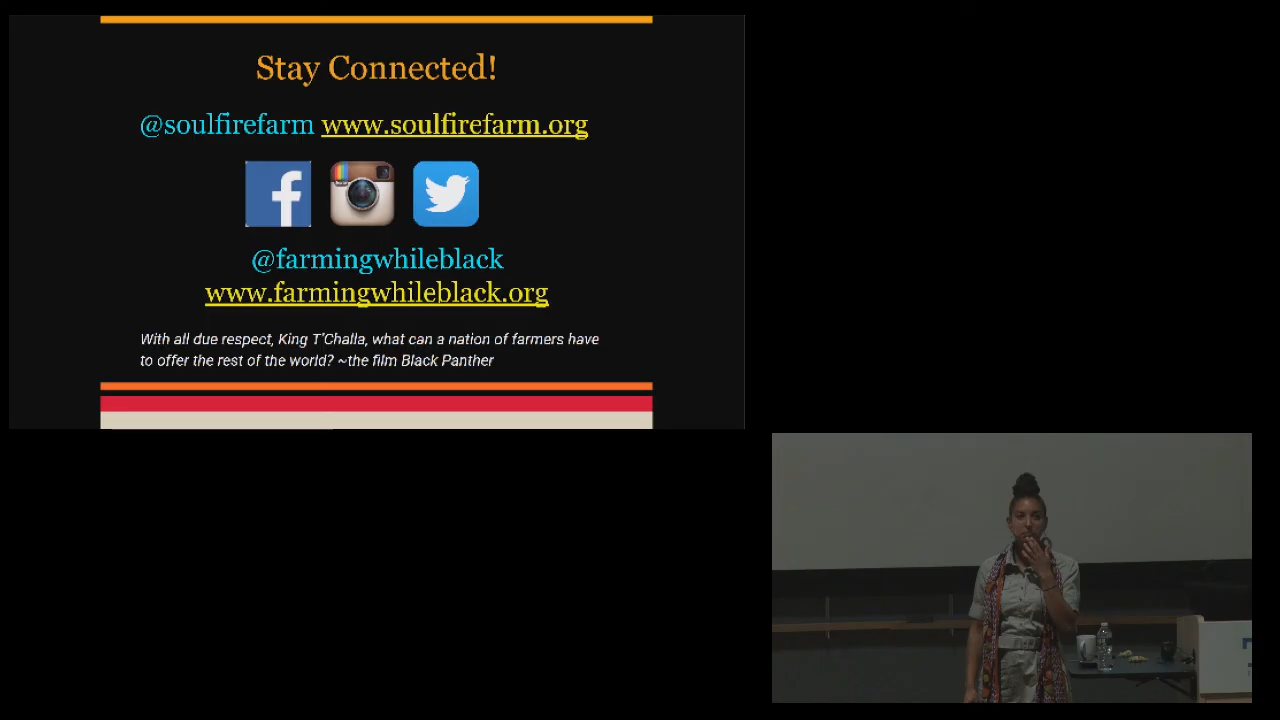 Stay Connected!
@soulfirefarm www.soulfirefarm.org
@farmingwhileblack
www.farmingwhileblack.org
With all due respect, King T'Challa, what can a nation of farmers have
to offer the rest of the world? ~the film Black Panther